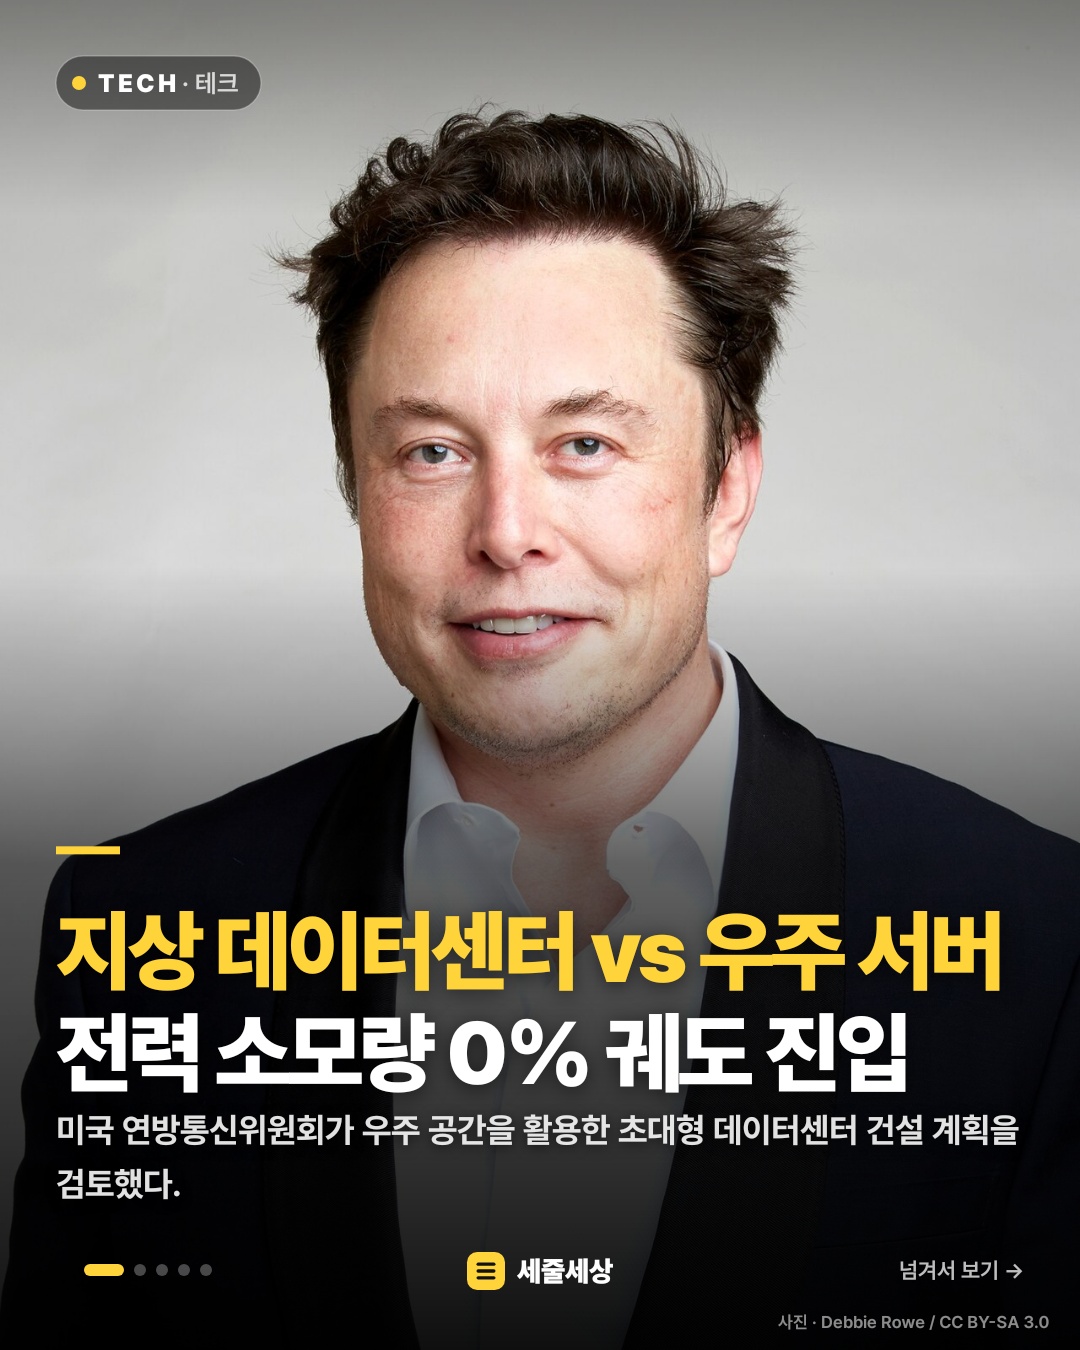 TECH · 테크
지상 데이터센터 vs 우주 서버
전력 소모량 0% 궤도 진입
미국 연방통신위원회가 우주 공간을 활용한 초대형 데이터센터 건설 계획을
검토했다.
세줄세상
넘겨서 보기 →
사진 · Debbie Rowe / CC BY-SA 3.0